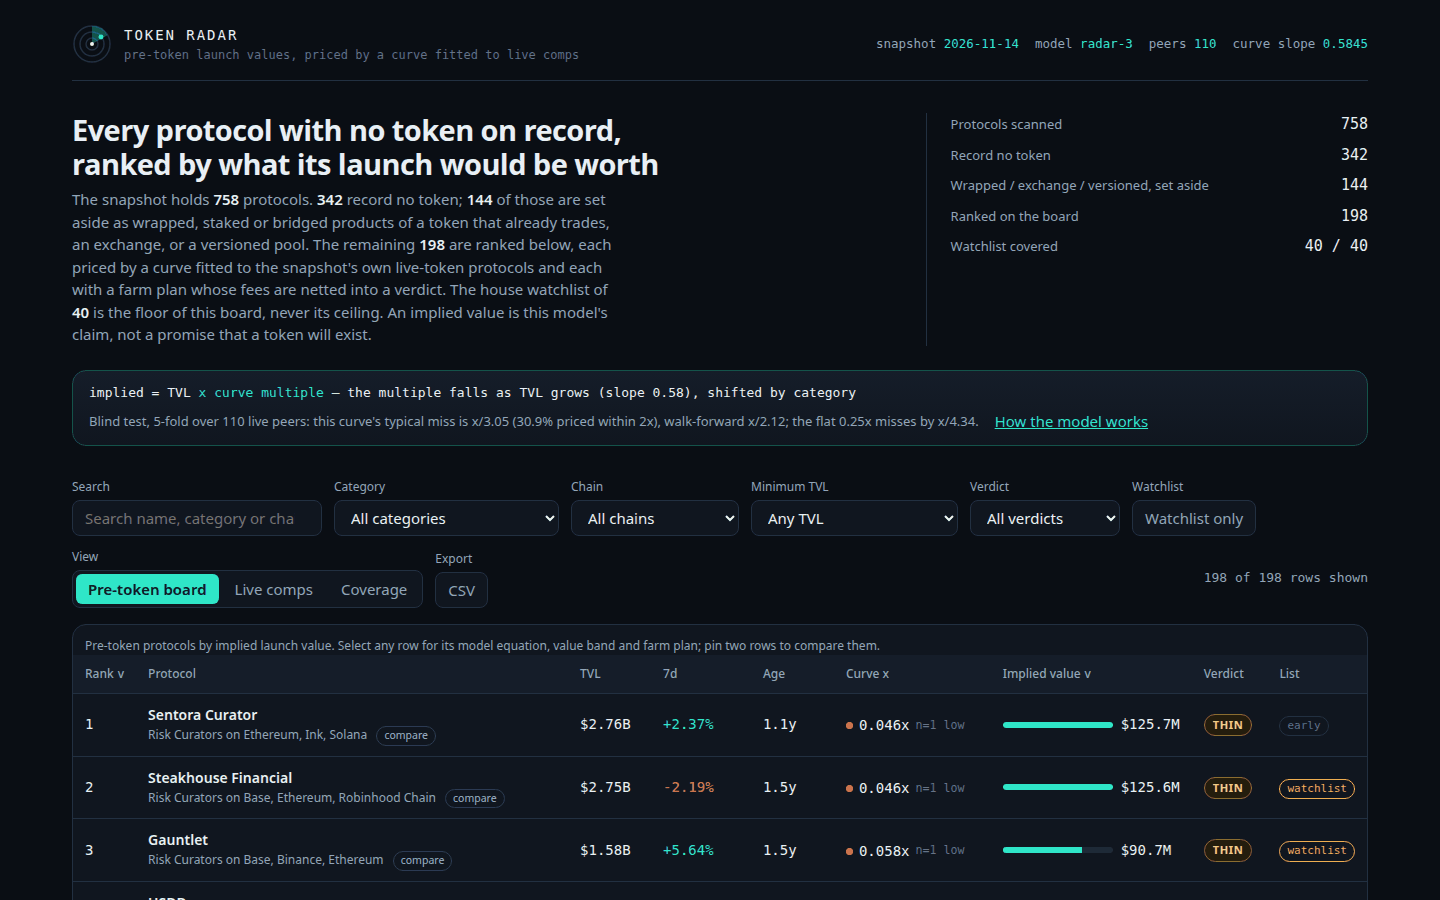 TOKEN RADAR
pre-token launch values, priced by a curve fitted to live comps
snapshot 2026-11-14 model radar-3 peers 110 curve slope 0.5845
Every protocol with no token on record,
ranked by what its launch would be worth
The snapshot holds 758 protocols. 342 record no token; 144 of those are set
aside as wrapped, staked or bridged products of a token that already trades,
an exchange, or a versioned pool. The remaining 198 are ranked below, each
priced by a curve fitted to the snapshot's own live-token protocols and each
with a farm plan whose fees are netted into a verdict. The house watchlist of
40 is the floor of this board, never its ceiling. An implied value is this model's
claim, not a promise that a token will exist.
Protocols scanned 758
Record no token 342
Wrapped / exchange / versioned, set aside 144
Ranked on the board 198
Watchlist covered 40 / 40
implied = TVL x curve multiple — the multiple falls as TVL grows (slope 0.58), shifted by category
Blind test, 5-fold over 110 live peers: this curve's typical miss is x/3.05 (30.9% priced within 2x), walk-forward x/2.12; the flat 0.25x misses by x/4.34. How the model works
Search Category Chain Minimum TVL Verdict Watchlist
Search name, category or cha All categories All chains Any TVL All verdicts Watchlist only
View Export
Pre-token board Live comps Coverage CSV 198 of 198 rows shown
Pre-token protocols by implied launch value. Select any row for its model equation, value band and farm plan; pin two rows to compare them.
Rank v Protocol TVL 7d Age Curve x Implied value v Verdict List
1 Sentora Curator $2.76B +2.37% 1.1y 0.046x n=1 low $125.7M THIN early
Risk Curators on Ethereum, Ink, Solana compare
2 Steakhouse Financial $2.75B -2.19% 1.5y 0.046x n=1 low $125.6M THIN watchlist
Risk Curators on Base, Ethereum, Robinhood Chain compare
3 Gauntlet $1.58B +5.64% 1.5y 0.058x n=1 low $90.7M THIN watchlist
Risk Curators on Base, Binance, Ethereum compare